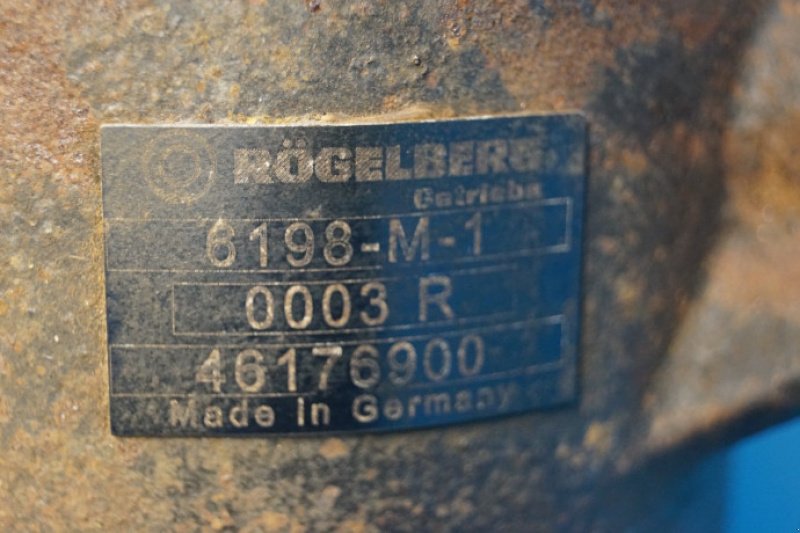 RÖGELBERG
Getriebe
6198-M-1
0003 R
46176900
Made in Germany